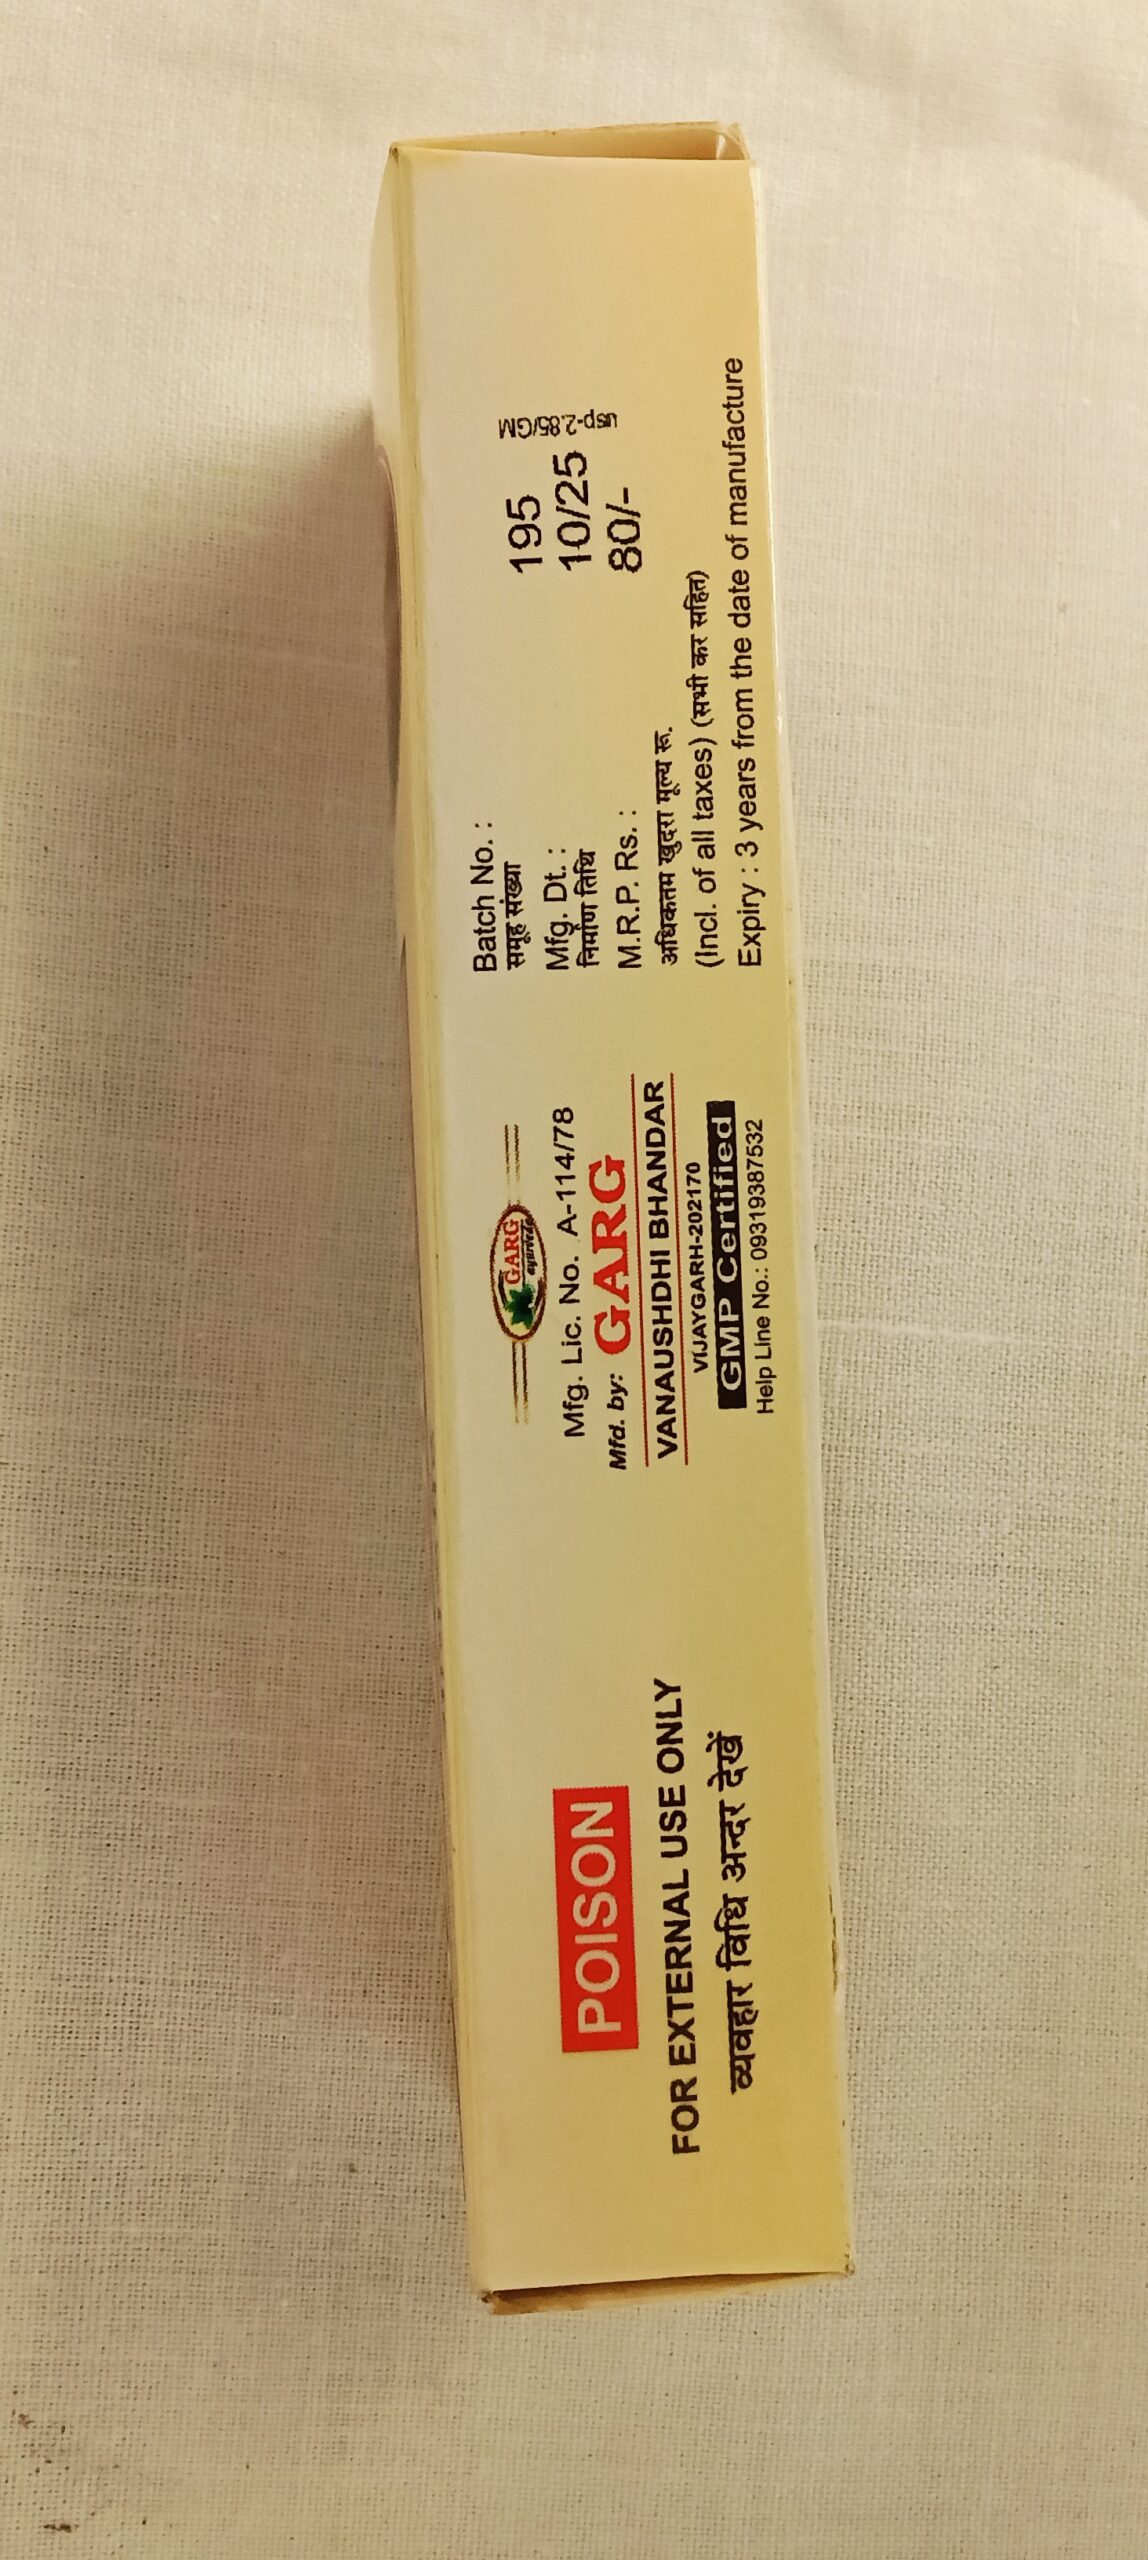 POISON
FOR EXTERNAL USE ONLY
व्यवहार विधि अन्दर देखें
GARG
ayurveda
Mfg. Lic. No. A-114/78
Mfd. by: GARG
VANAUSHDHI BHANDAR
VIJAYGARH-202170
GMP Certified
Help Line No.: 09319387532
Batch No. : 195
समूह संख्या
Mfg. Dt. : 10/25
निर्माण तिथि
M.R.P. Rs. : 80/-
अधिकतम खुदरा मूल्य रू.
(Incl. of all taxes) (सभी कर सहित)
Expiry : 3 years from the date of manufacture
usp-2.85/GM